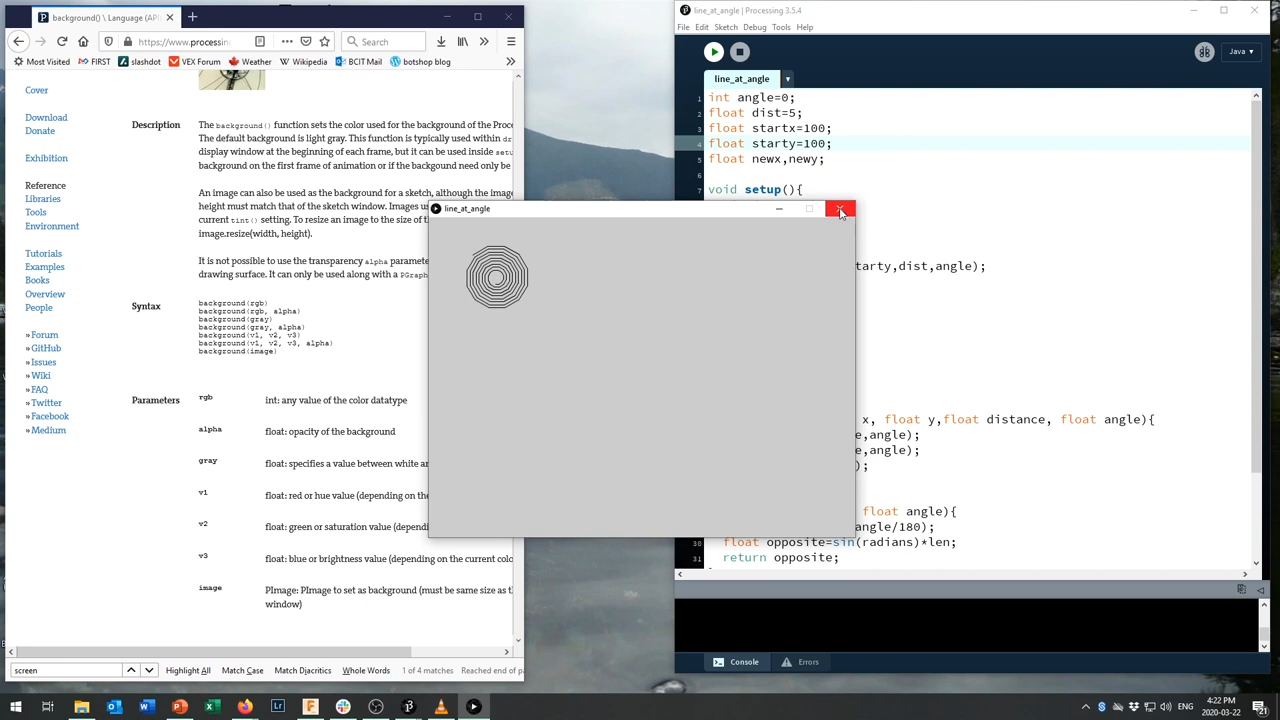 background() \ Language (API
https://www.processin
Search
Most Visited
FIRST
slashdot
VEX Forum
Weather
Wikipedia
BCIT Mail
botshop blog
Cover
Download
Donate
Exhibition
Reference
Libraries
Tools
Environment
Tutorials
Examples
Books
Overview
People
» Forum
» GitHub
» Issues
» Wiki
» FAQ
» Twitter
» Facebook
» Medium
Description
The background() function sets the color used for the background of the Proce
The default background is light gray. This function is typically used within
display window at the beginning of each frame, but it can be used inside setu
background on the first frame of animation or if the backgound need only be
An image can also be used as the background for a sketch, although the image
height must match that of the sketch window. Images us
current tint() setting. To resize an image to the size of th
image.resize(width, height).
It is not possible to use the transparency alpha paramete
drawing surface. It can only be used along with a PGraph
Syntax
background(rgb)
background(rgb, alpha)
background(gray)
background(gray, alpha)
background(v1, v2, v3)
background(v1, v2, v3, alpha)
background(image)
Parameters
rgb
int: any value of the color datatype
alpha
float: opacity of the background
gray
float: specifies a value between white an
v1
float: red or hue value (depending on the
v2
float: green or saturation value (dependi
v3
float: blue or brightness value (depending on the current colo
image
PImage: PImage to set as background (must be same size as th
window)
screen
Highlight All
Match Case
Match Diacritics
Whole Words
1 of 4 matches
Reached end of p
line_at_angle
line_at_angle | Processing 3.5.4
File Edit Sketch Debug Tools Help
Java
line_at_angle
1 int angle=0;
2 float dist=5;
3 float startx=100;
4 float starty=100;
5 float newx,newy;
6
7 void setup(){
tarty,dist,angle);
x, float y,float distance, float angle){
e,angle);
e,angle);
);
float angle){
angle/180);
30 float opposite=sin(radians)*len;
31 return opposite;
Console
Errors
ENG
4:22 PM
2020-03-22
21